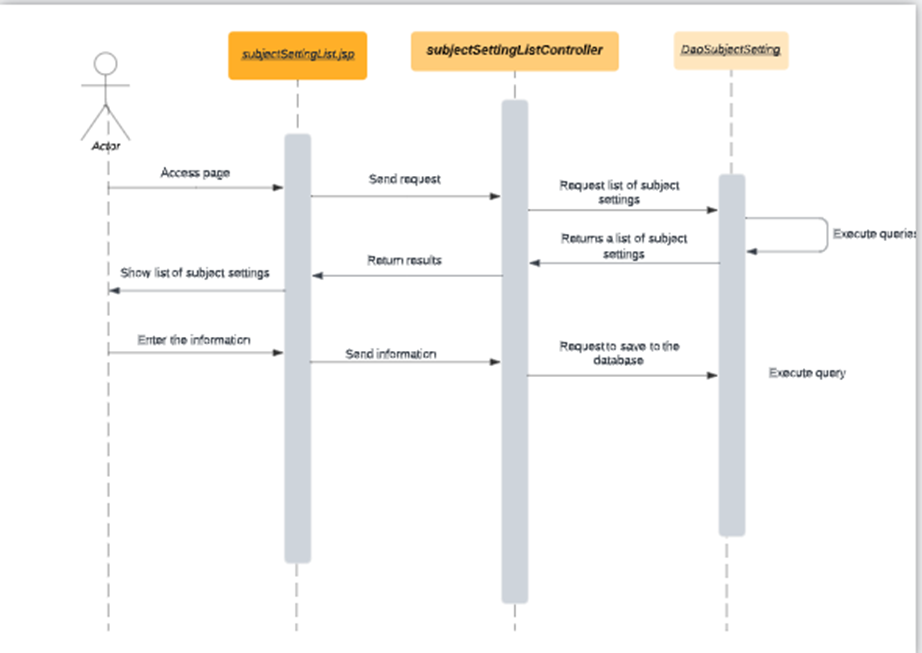 subjectSettingList.jsp
subjectSettingListController
DaoSubjectSetting
Actor
Access page
Send request
Request list of subject
settings
Execute queries
Returns a list of subject
settings
Return results
Show list of subject settings
Enter the information
Send information
Request to save to the
database
Execute query